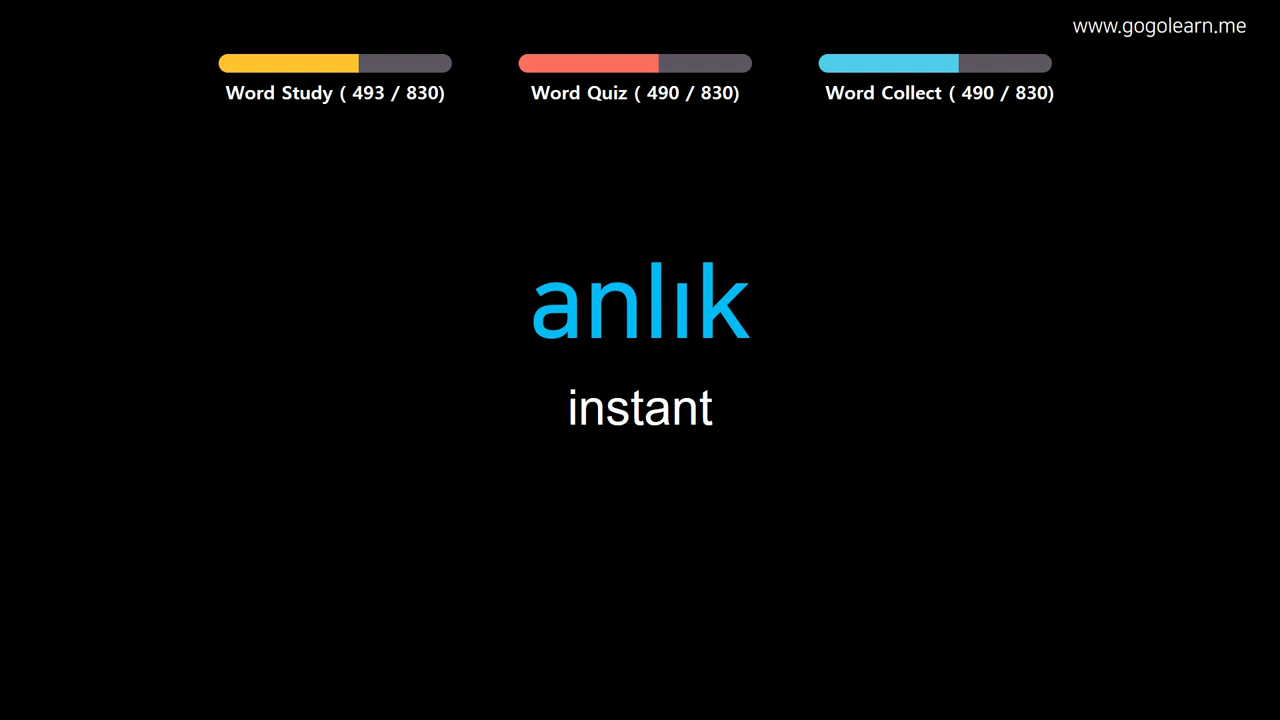 www.gogolearn.me
Word Study ( 493 / 830)
Word Quiz ( 490 / 830)
Word Collect ( 490 / 830)
anlık
instant